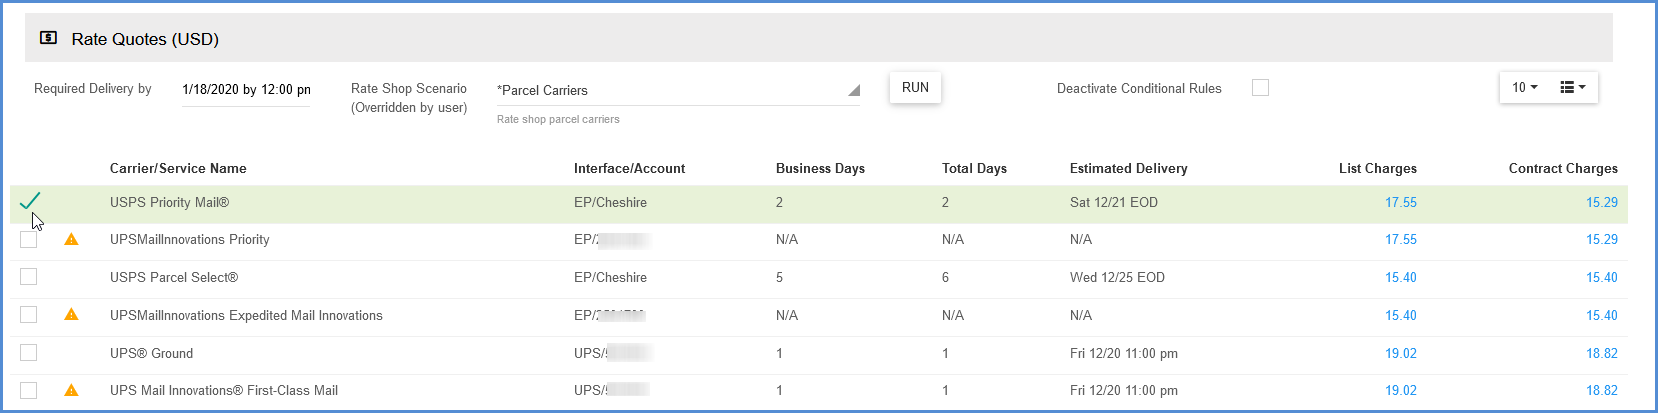 Rate Quotes (USD)
Required Delivery by 1/18/2020 by 12:00 pm Rate Shop Scenario *Parcel Carriers RUN Deactivate Conditional Rules 10
(Overridden by user)
Rate shop parcel carriers
Carrier/Service Name Interface/Account Business Days Total Days Estimated Delivery List Charges Contract Charges
USPS Priority Mail® EP/Cheshire 2 2 Sat 12/21 EOD 17.55 15.29
UPSMailInnovations Priority EP/ N/A N/A N/A 17.55 15.29
USPS Parcel Select® EP/Cheshire 5 6 Wed 12/25 EOD 15.40 15.40
UPSMailInnovations Expedited Mail Innovations EP/ N/A N/A N/A 15.40 15.40
UPS® Ground UPS/ 1 1 Fri 12/20 11:00 pm 19.02 18.82
UPS Mail Innovations® First-Class Mail UPS/ 1 1 Fri 12/20 11:00 pm 19.02 18.82